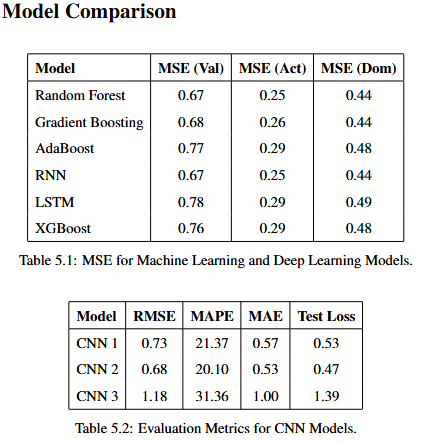 Model Comparison
Model MSE (Val) MSE (Act) MSE (Dom)
Random Forest 0.67 0.25 0.44
Gradient Boosting 0.68 0.26 0.44
AdaBoost 0.77 0.29 0.48
RNN 0.67 0.25 0.44
LSTM 0.78 0.29 0.49
XGBoost 0.76 0.29 0.48
Table 5.1: MSE for Machine Learning and Deep Learning Models.
Model RMSE MAPE MAE Test Loss
CNN 1 0.73 21.37 0.57 0.53
CNN 2 0.68 20.10 0.53 0.47
CNN 3 1.18 31.36 1.00 1.39
Table 5.2: Evaluation Metrics for CNN Models.